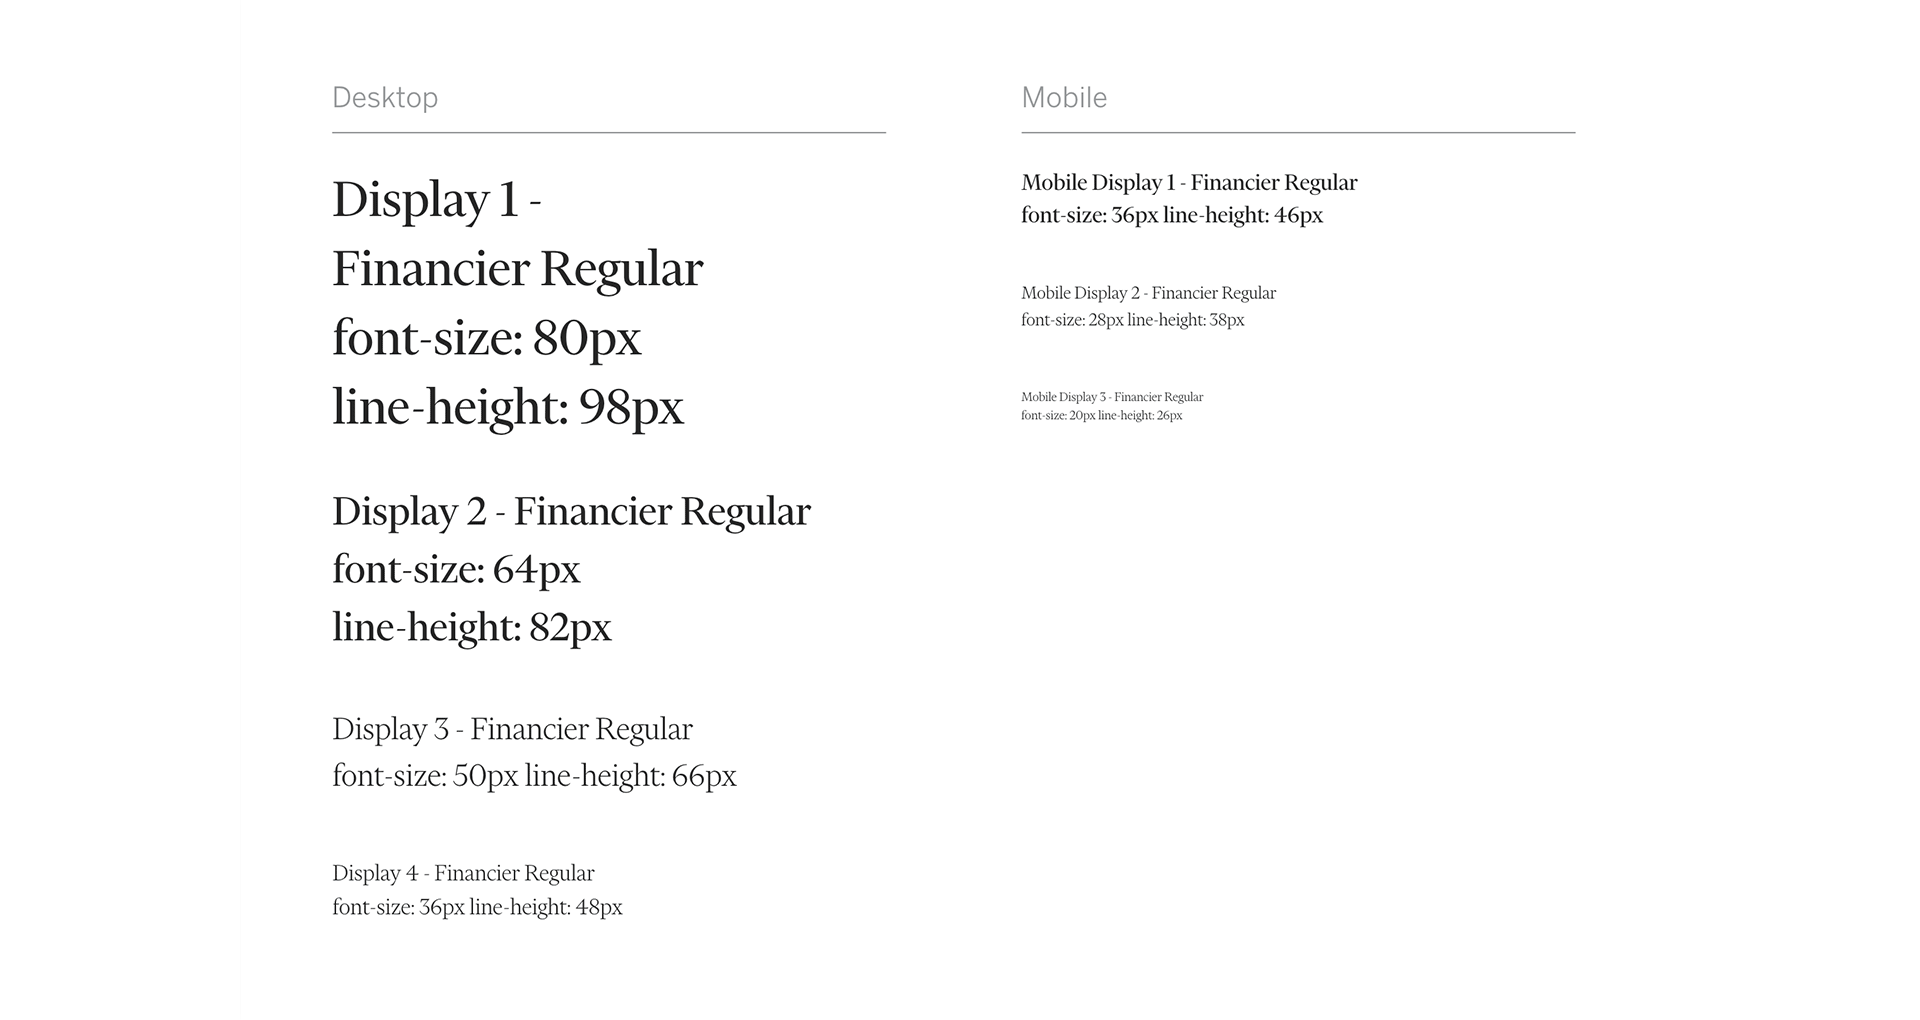 Desktop
Display 1 -
Financier Regular
font-size: 80px
line-height: 98px
Display 2 - Financier Regular
font-size: 64px
line-height: 82px
Display 3 - Financier Regular
font-size: 50px line-height: 66px
Display 4 - Financier Regular
font-size: 36px line-height: 48px
Mobile
Mobile Display 1 - Financier Regular
font-size: 36px line-height: 46px
Mobile Display 2 - Financier Regular
font-size: 28px line-height: 38px
Mobile Display 3 - Financier Regular
font-size: 20px line-height: 26px